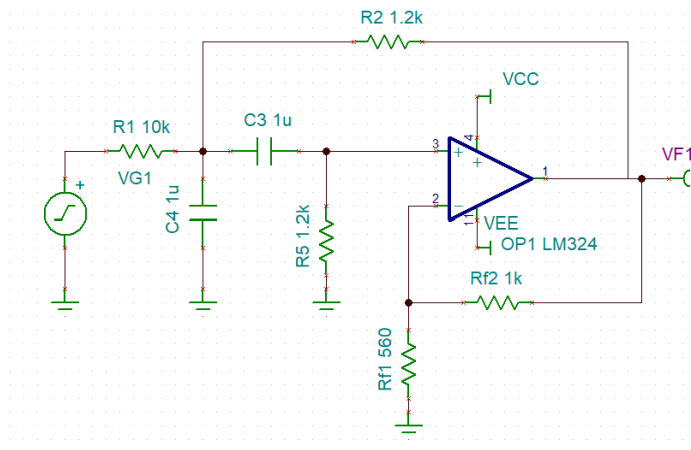 R2 1.2k
VCC
R1 10k
C3 1u
VG1
3
4
+
+
1
VF1
+
C4 1u
R5 1.2k
2
−
11
VEE
OP1 LM324
Rf2 1k
Rf1 560